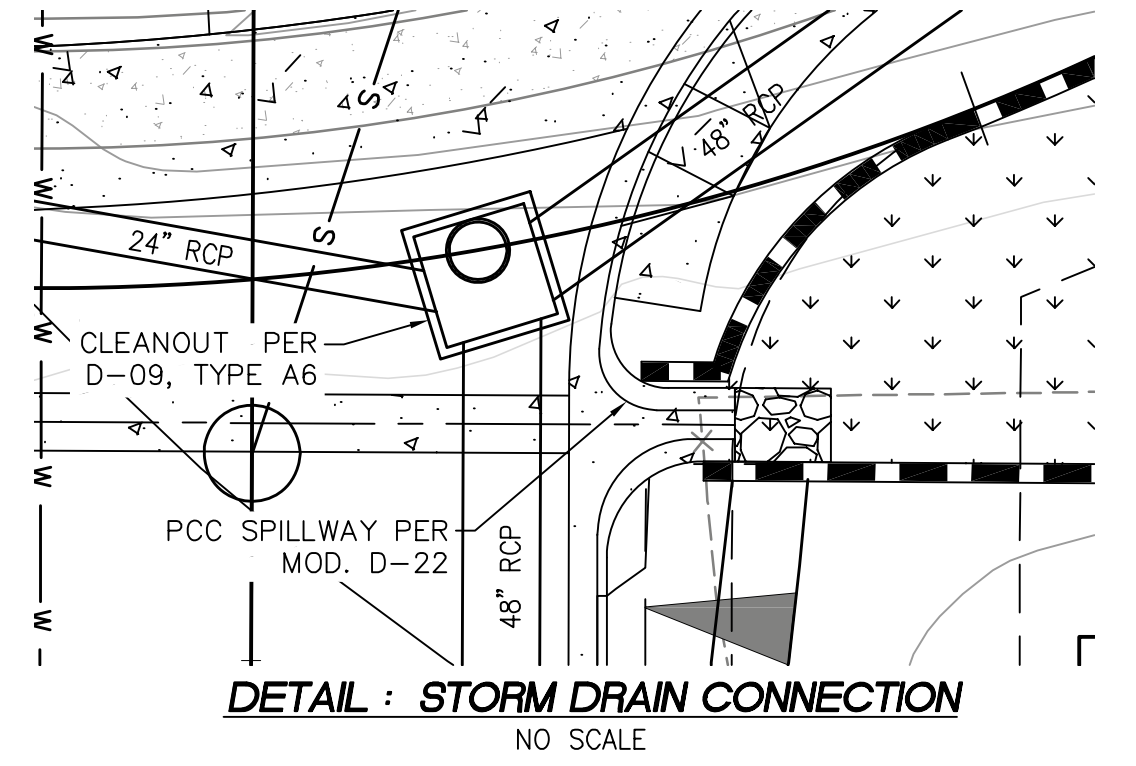 W
S
48" RCP
W
S
24" RCP
CLEANOUT PER
D-09, TYPE A6
W
W
PCC SPILLWAY PER
MOD. D-22
48" RCP
W
DETAIL : STORM DRAIN CONNECTION
NO SCALE